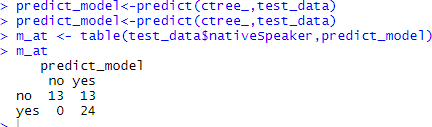 > predict_model<-predict(ctree_,test_data)
> predict_model<-predict(ctree_,test_data)
> m_at <- table(test_data$nativeSpeaker,predict_model)
> m_at
predict_model
no yes
no 13 13
yes 0 24
>